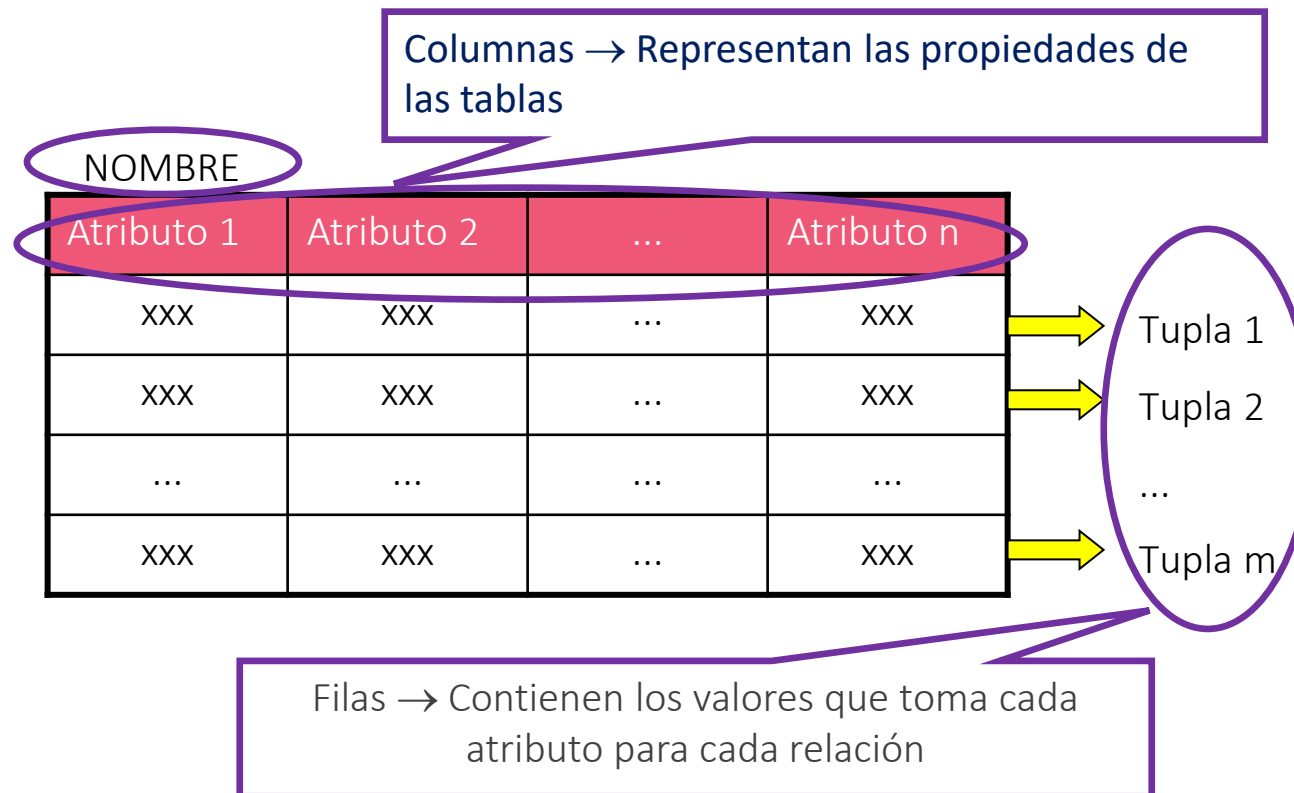 Columnas → Representan las propiedades de
las tablas
NOMBRE
Atributo 1 Atributo 2 ... Atributo n
xxx xxx ... xxx Tupla 1
xxx xxx ... xxx Tupla 2
... ... ... ... ...
xxx xxx ... xxx Tupla m
Filas → Contienen los valores que toma cada
atributo para cada relación